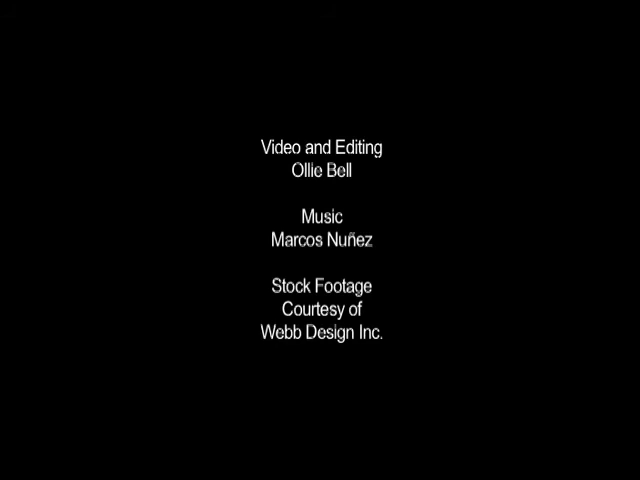 Video and Editing
Ollie Bell
Music
Marcos Nuñez
Stock Footage
Courtesy of
Webb Design Inc.